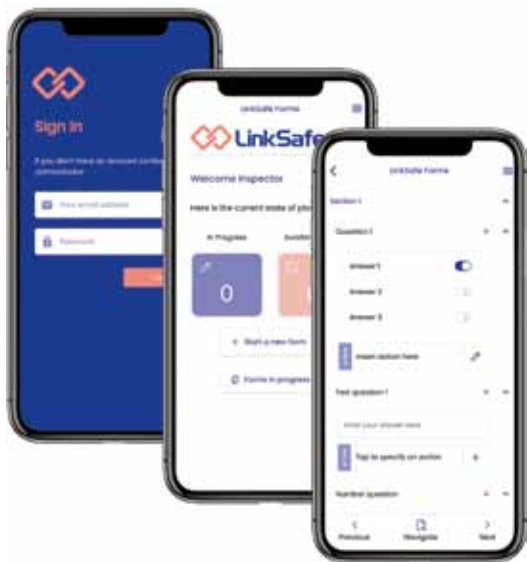 Sign In
If you don't have an account contact
administrator
Your email address
Password
LinkSafe Forms
LinkSafe
Welcome Inspector
Here is the current state of
In Progress
0
+ Start a new form
Forms in progress
LinkSafe Forms
Section 1
Question 1
Answer 1
Answer 2
Answer 3
Insert action here
Text question 1
Enter your answer here
Tap to specify an action
Number question
Previous
Navigate
Next